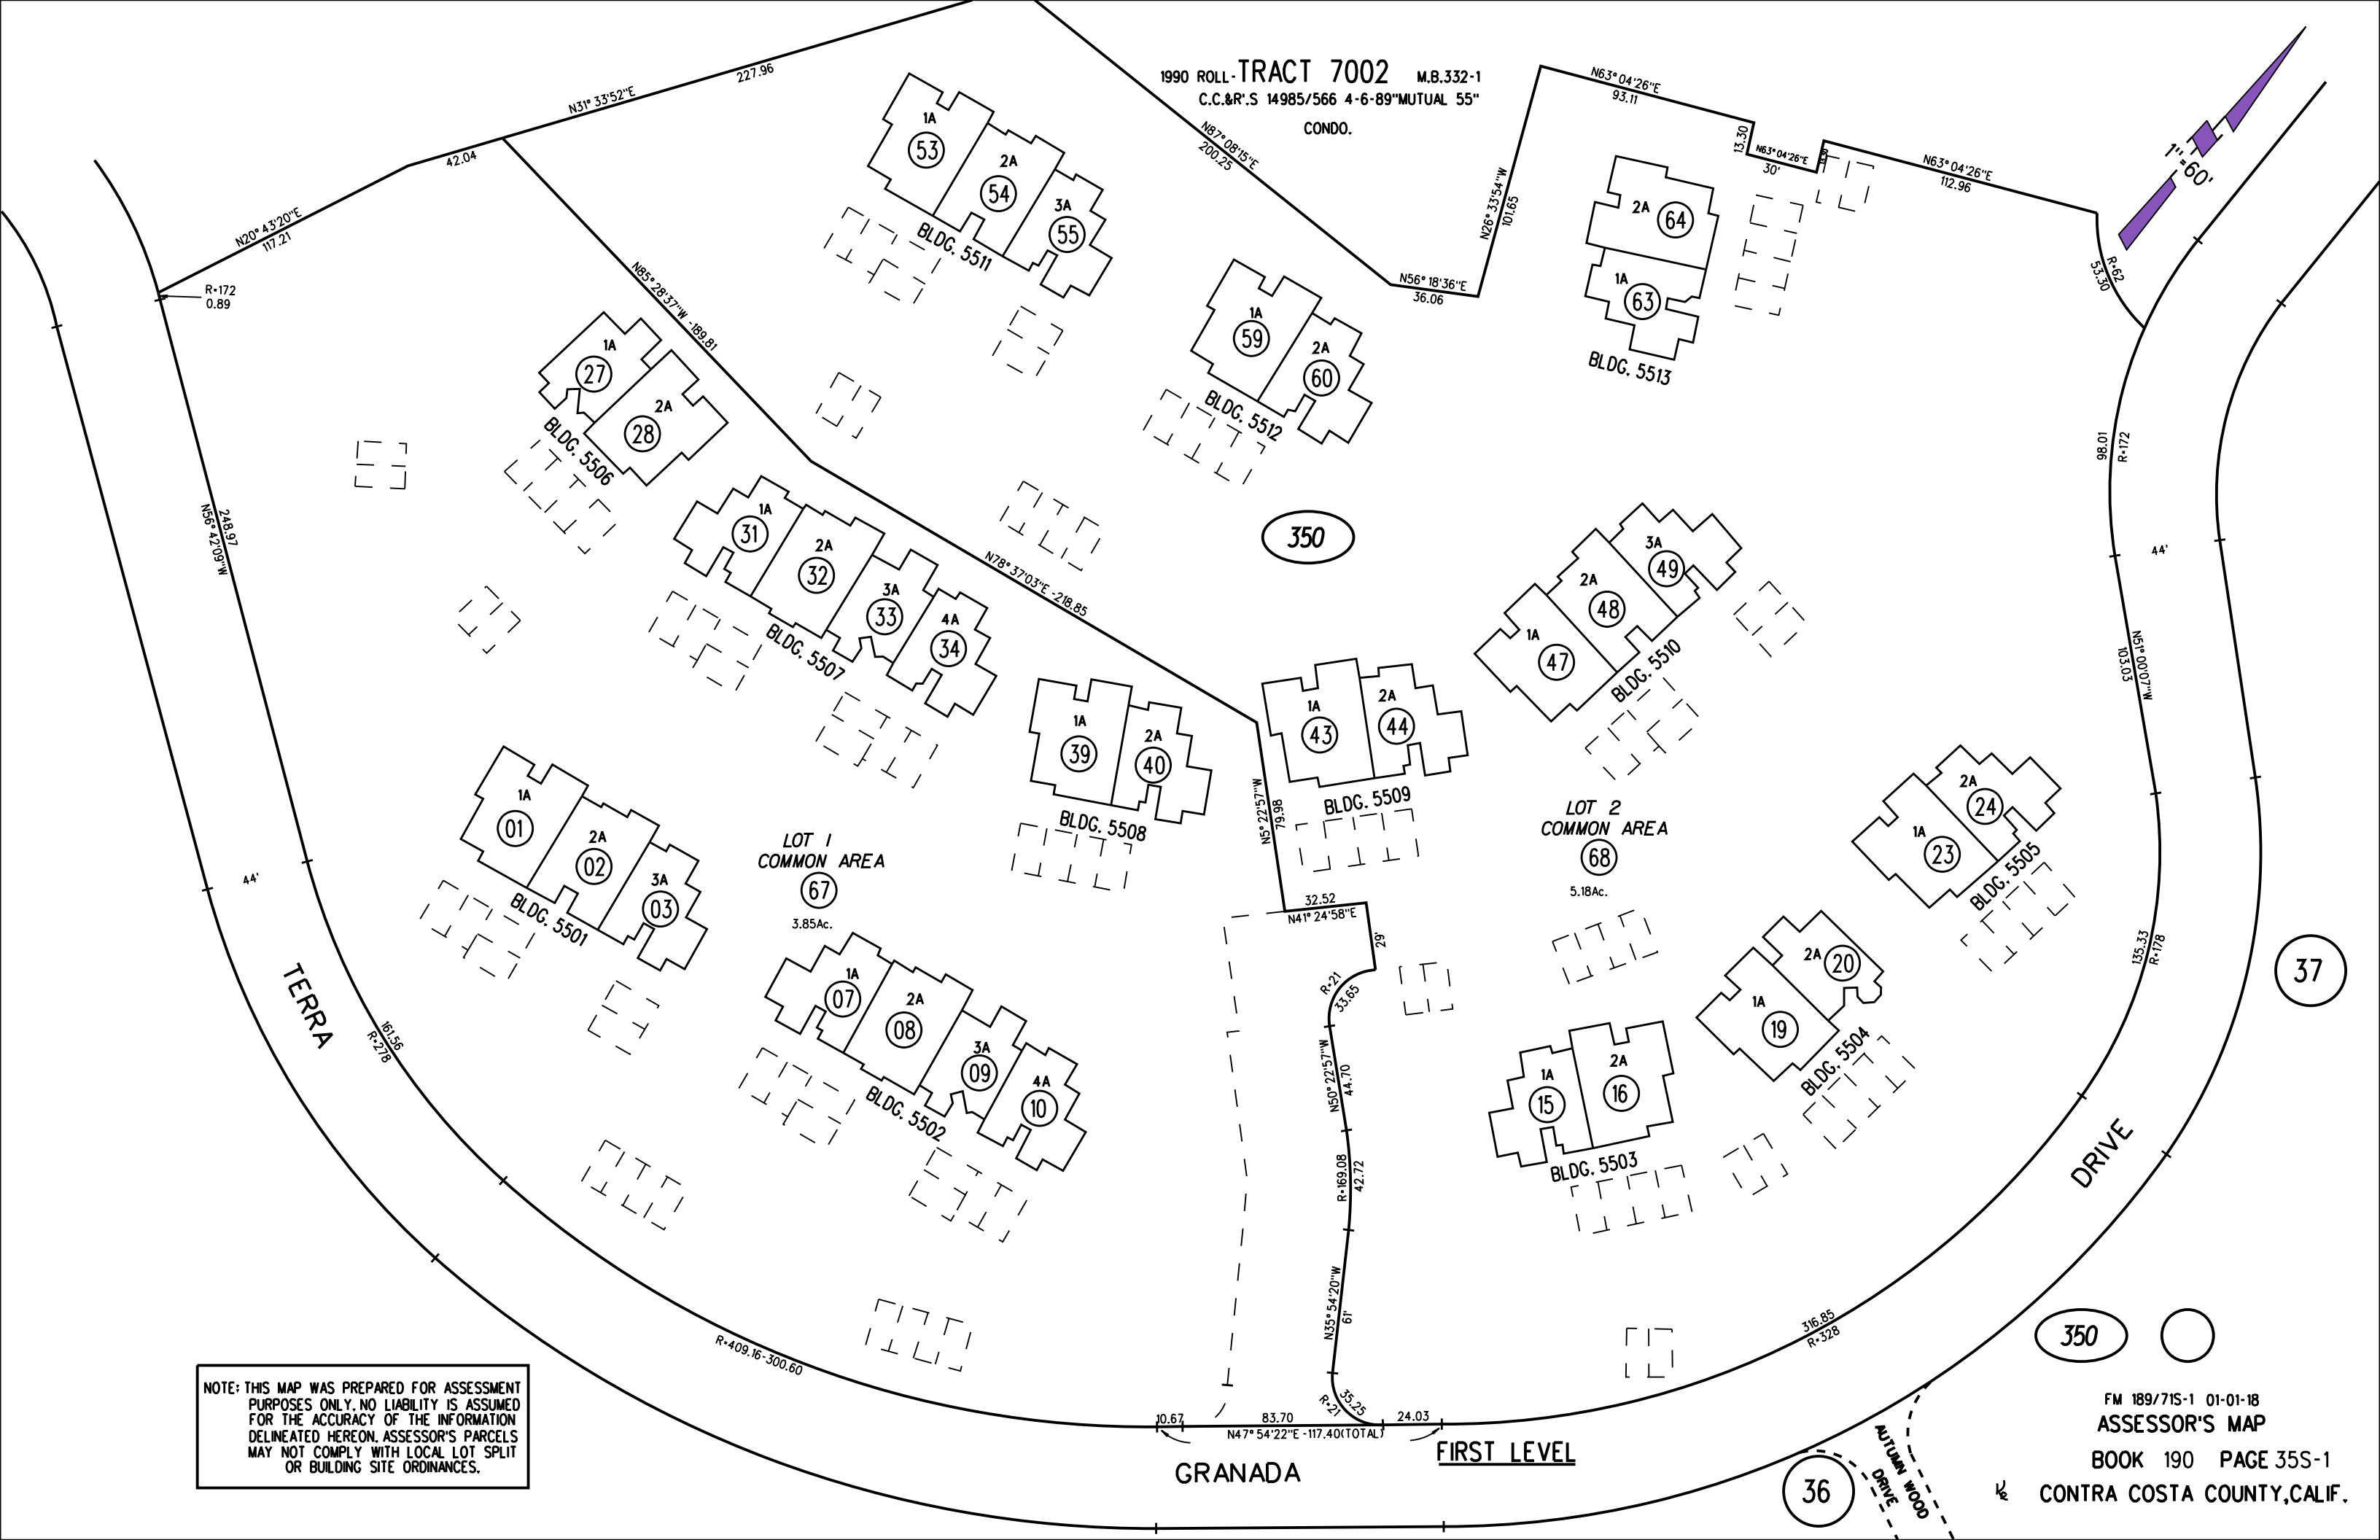 1990 ROLL-TRACT 7002 M.B.332-1
C.C.&R'.S 14985/566 4-6-89"MUTUAL 55"
CONDO.
N31° 33'52"E
227.96
42.04
N20° 43'20"E
117.21
R=172
0.89
N85° 28'37"W -189.81
N87° 08'15"E
200.25
N56° 18'36"E
36.06
N26° 33'54"W
101.65
N63° 04'26"E
93.11
13.30
N63° 04'26"E
30'
N63° 04'26"E
112.96
R=62
53.30
1"=60'
1A
53
2A
54
3A
55
BLDG. 5511
1A
59
2A
60
BLDG. 5512
2A
64
1A
63
BLDG. 5513
1A
27
2A
28
BLDG. 5506
1A
31
2A
32
3A
33
4A
34
BLDG. 5507
N78° 37'03"E -218.85
350
3A
49
2A
48
1A
47
BLDG. 5510
98.01
R=172
44'
N51° 00'07"W
103.03
248.97
N56° 42'09"W
1A
39
2A
40
BLDG. 5508
1A
43
2A
44
BLDG. 5509
N5° 22'57"W
79.98
1A
01
2A
02
3A
03
BLDG. 5501
LOT 1
COMMON AREA
67
3.85Ac.
LOT 2
COMMON AREA
68
5.18Ac.
2A
24
1A
23
BLDG. 5505
44'
32.52
N41° 24'58"E
29'
R=21
33.65
1A
07
2A
08
3A
09
4A
10
BLDG. 5502
2A
20
1A
19
BLDG. 5504
135.33
R=178
37
TERRA
161.56
R=278
N50° 22'57"W
44.70
1A
15
2A
16
BLDG. 5503
R=169.08
42.72
DRIVE
N35° 54'20"W
61'
R=409.16-300.60
316.85
R=328
350
35.25
R=21
10.67
83.70
24.03
N47° 54'22"E -117.40(TOTAL)
FIRST LEVEL
GRANADA
AUTUMN WOOD
DRIVE
36
NOTE: THIS MAP WAS PREPARED FOR ASSESSMENT
PURPOSES ONLY. NO LIABILITY IS ASSUMED
FOR THE ACCURACY OF THE INFORMATION
DELINEATED HEREON. ASSESSOR'S PARCELS
MAY NOT COMPLY WITH LOCAL LOT SPLIT
OR BUILDING SITE ORDINANCES.
FM 189/71S-1 01-01-18
ASSESSOR'S MAP
BOOK 190 PAGE 35S-1
CONTRA COSTA COUNTY,CALIF.